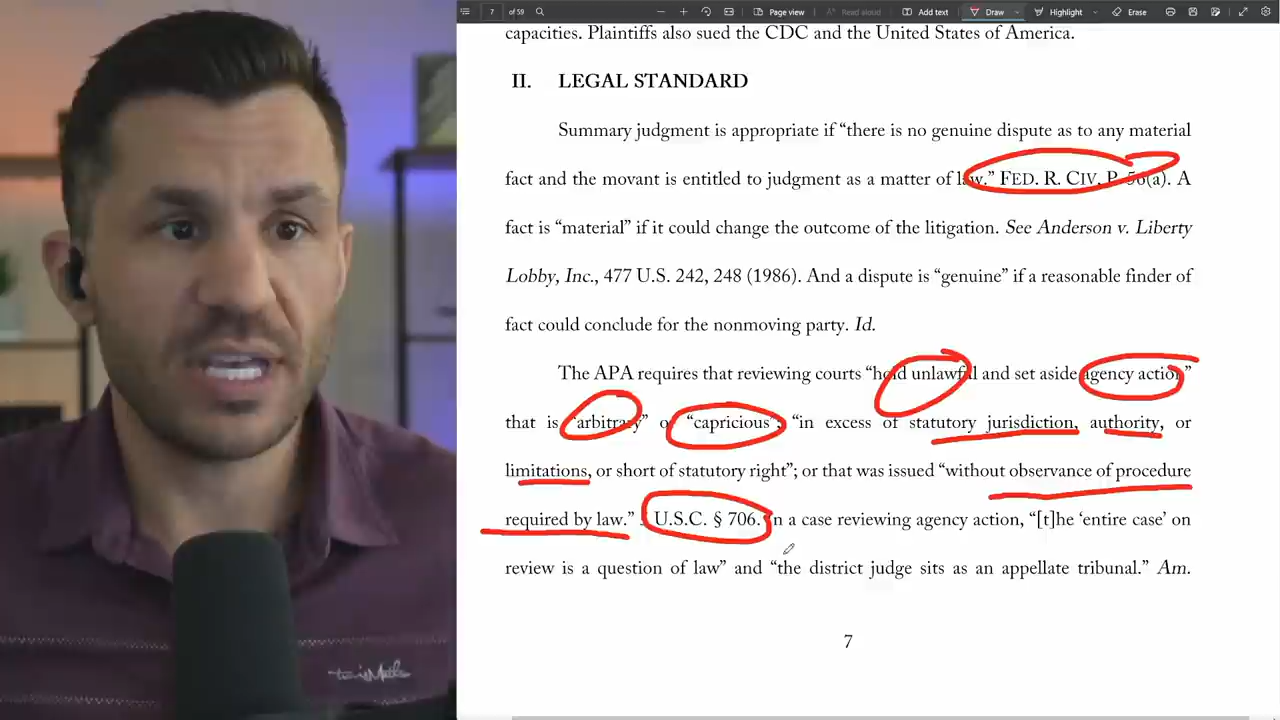 7 of 59
Page view
Read aloud
Add text
Draw
Highlight
Erase
capacities. Plaintiffs also sued the CDC and the United States of America.
II. LEGAL STANDARD
Summary judgment is appropriate if “there is no genuine dispute as to any material
fact and the movant is entitled to judgment as a matter of law.” FED. R. CIV. P. 56(a). A
fact is “material” if it could change the outcome of the litigation. See Anderson v. Liberty
Lobby, Inc., 477 U.S. 242, 248 (1986). And a dispute is “genuine” if a reasonable finder of
fact could conclude for the nonmoving party. Id.
The APA requires that reviewing courts “hold unlawful and set aside agency action”
that is “arbitrary” or “capricious”; “in excess of statutory jurisdiction, authority, or
limitations, or short of statutory right”; or that was issued “without observance of procedure
required by law.” U.S.C. § 706. In a case reviewing agency action, “[t]he ‘entire case’ on
review is a question of law” and “the district judge sits as an appellate tribunal.” Am.
7